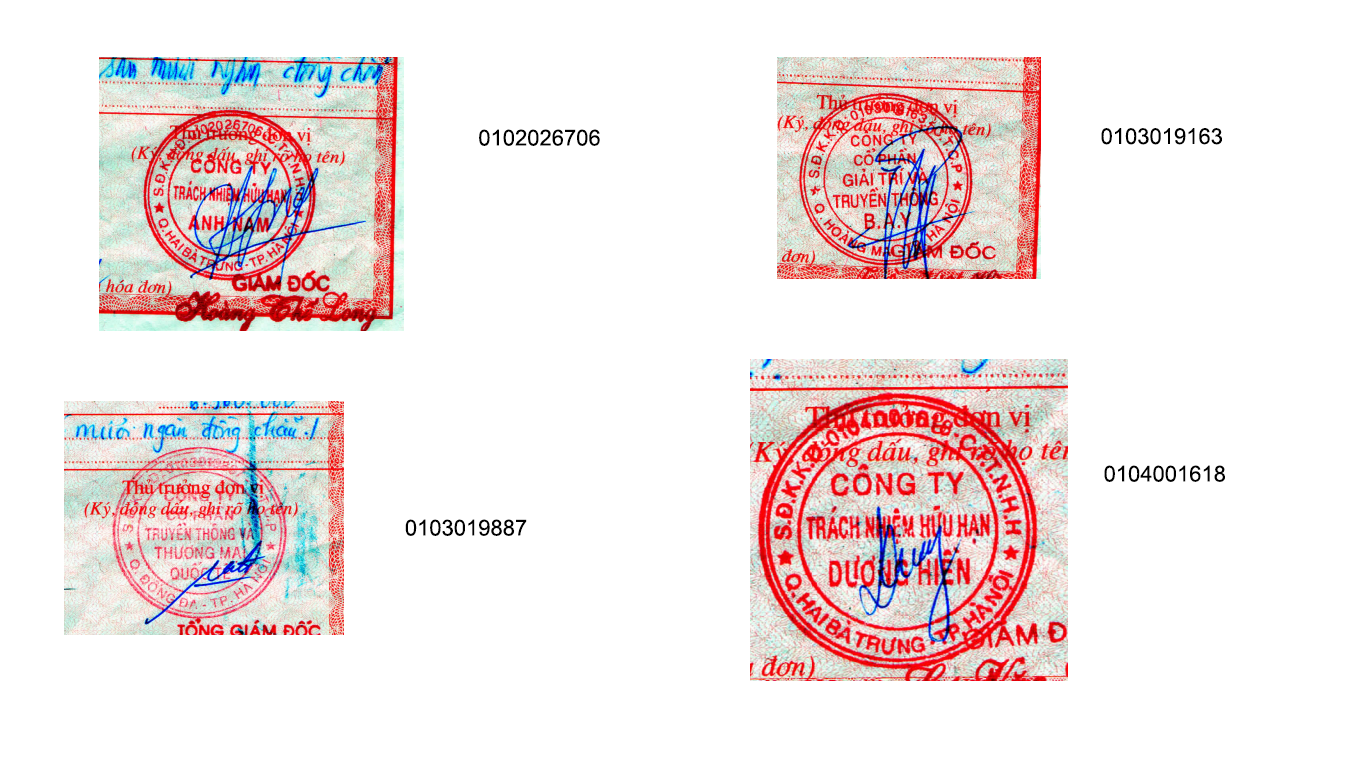 sáu mươi nghìn đồng chẵn
Thủ trưởng đơn vị
(Ký, đóng dấu, ghi rõ họ tên)
S.Đ.K.K.D:0102026706-C.T.T.N.H.H
CÔNG TY
TRÁCH NHIỆM HỮU HẠN
ANH NAM
Q.HAI BÀ TRƯNG-TP.HÀ NỘI
GIÁM ĐỐC
(hóa đơn)
Hoàng Thế Long
0102026706
Thủ trưởng đơn vị
(Ký, đóng dấu, ghi rõ họ tên)
S.Đ.K.K.D:0103019163-C.T.C.P
CÔNG TY
CỔ PHẦN
GIẢI TRÍ VÀ
TRUYỀN THÔNG
B.A.Y
Q.HOÀNG MAI HÀ NỘI
GIÁM ĐỐC
đơn)
0103019163
mười ngàn đồng chẵn./
Thủ trưởng đơn vị
(Ký, đóng dấu, ghi rõ họ tên)
CÔNG TY
CỔ PHẦN
TRUYỀN THÔNG VÀ
THƯƠNG MẠI
QUỐC TẾ
Q.ĐỐNG ĐA - TP.HÀ NỘI
TỔNG GIÁM ĐỐC
0103019887
Thủ trưởng đơn vị
(Ký, đóng dấu, ghi rõ họ tên
S.Đ.K.K.D:0104001618-C.T.T.N.H.H
CÔNG TY
TRÁCH NHIỆM HỮU HẠN
DƯƠNG HIỀN
Q.HAI BÀ TRƯNG-TP.HÀ NỘI
GIÁM Đ
đơn)
0104001618